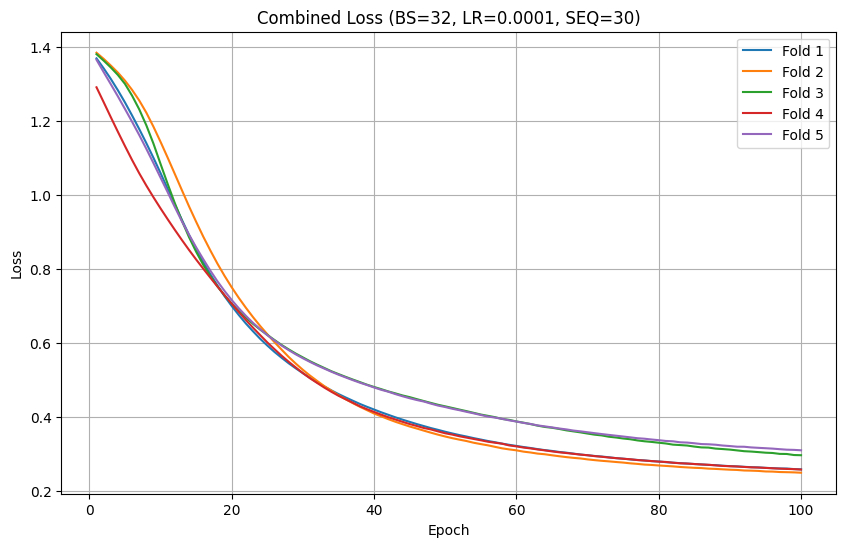 Combined Loss (BS=32, LR=0.0001, SEQ=30)
Fold 1
Fold 2
Fold 3
Fold 4
Fold 5
Loss
1.4
1.2
1.0
0.8
0.6
0.4
0.2
0 20 40 60 80 100
Epoch